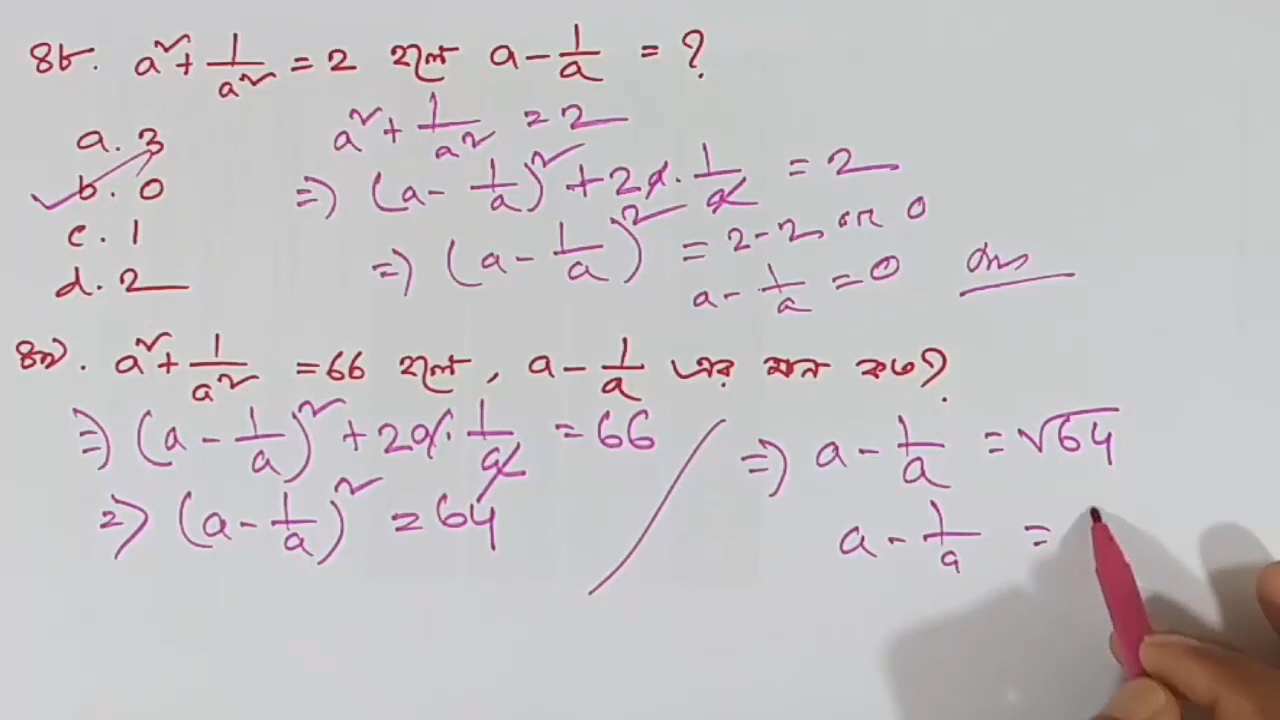 ৪৮. a² + 1/a² = 2 হলে a - 1/a = ?
a. 3
b. 0
c. 1
d. 2
a² + 1/a² = 2
⇒ (a - 1/a)² + 2a · 1/a = 2
⇒ (a - 1/a)² = 2-2 or 0
a - 1/a = 0 Ans
৪৯. a² + 1/a² = 66 হলে, a - 1/a এর মান কত?
⇒ (a - 1/a)² + 2a · 1/a = 66
⇒ (a - 1/a)² = 64
⇒ a - 1/a = √64
a - 1/a =